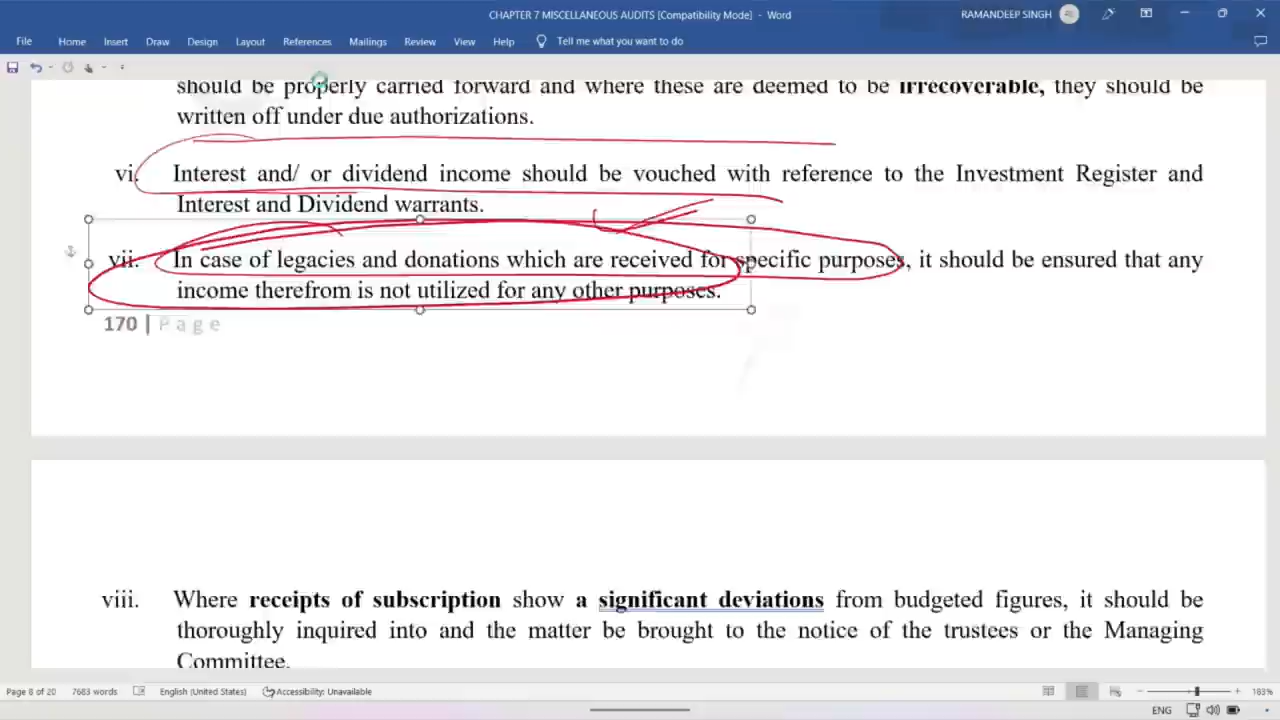 CHAPTER 7 MISCELLANEOUS AUDITS [Compatibility Mode] - Word RAMANDEEP SINGH
File Home Insert Draw Design Layout References Mailings Review View Help Tell me what you want to do
should be properly carried forward and where these are deemed to be irrecoverable, they should be
written off under due authorizations.
vi. Interest and/ or dividend income should be vouched with reference to the Investment Register and
Interest and Dividend warrants.
vii. In case of legacies and donations which are received for specific purposes, it should be ensured that any
income therefrom is not utilized for any other purposes.
170 | Page
viii. Where receipts of subscription show a significant deviations from budgeted figures, it should be
thoroughly inquired into and the matter be brought to the notice of the trustees or the Managing
Committee.
Page 8 of 20 7683 words English (United States) Accessibility: Unavailable 183%
ENG